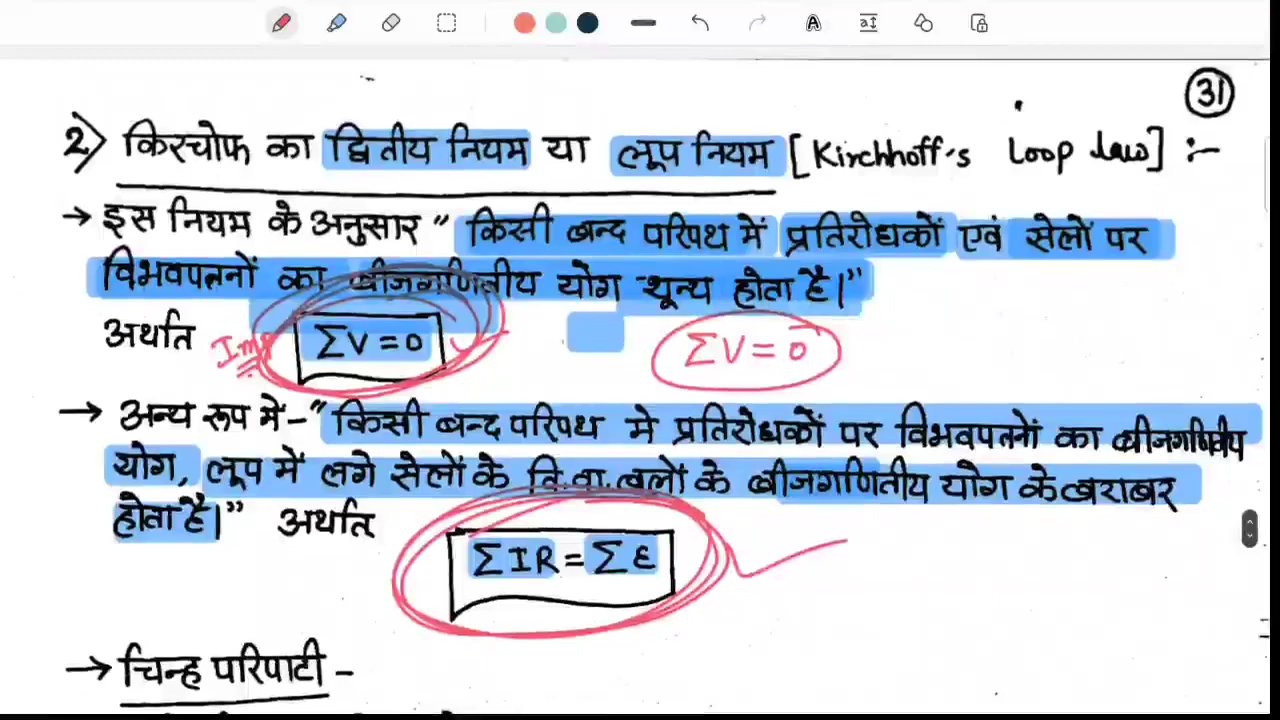 31
2) किरचोफ का द्वितीय नियम या लूप नियम [Kirchhoff's Loop law] :-
→ इस नियम के अनुसार " किसी बन्द परिपथ में प्रतिरोधकों एवं सेलों पर
विभवपतनों का बीजगणितीय योग शून्य होता है।"
अर्थात Imp ΣV = 0 ΣV = 0
→ अन्य रूप में - "किसी बन्द परिपथ मे प्रतिरोधकों पर विभवपतनों का बीजगणितीय
योग, लूप में लगे सेलों के वि. वा. बलों के बीजगणितीय योग के बराबर
होता है।" अर्थात
ΣIR = Σε
→ चिन्ह परिपाटी -